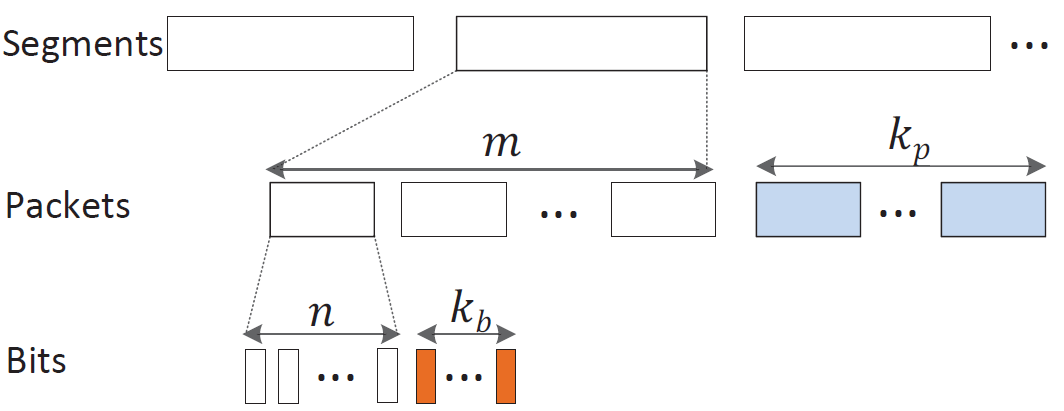 Segments ...
m k_p
Packets ... ...
n k_b
Bits ... ...